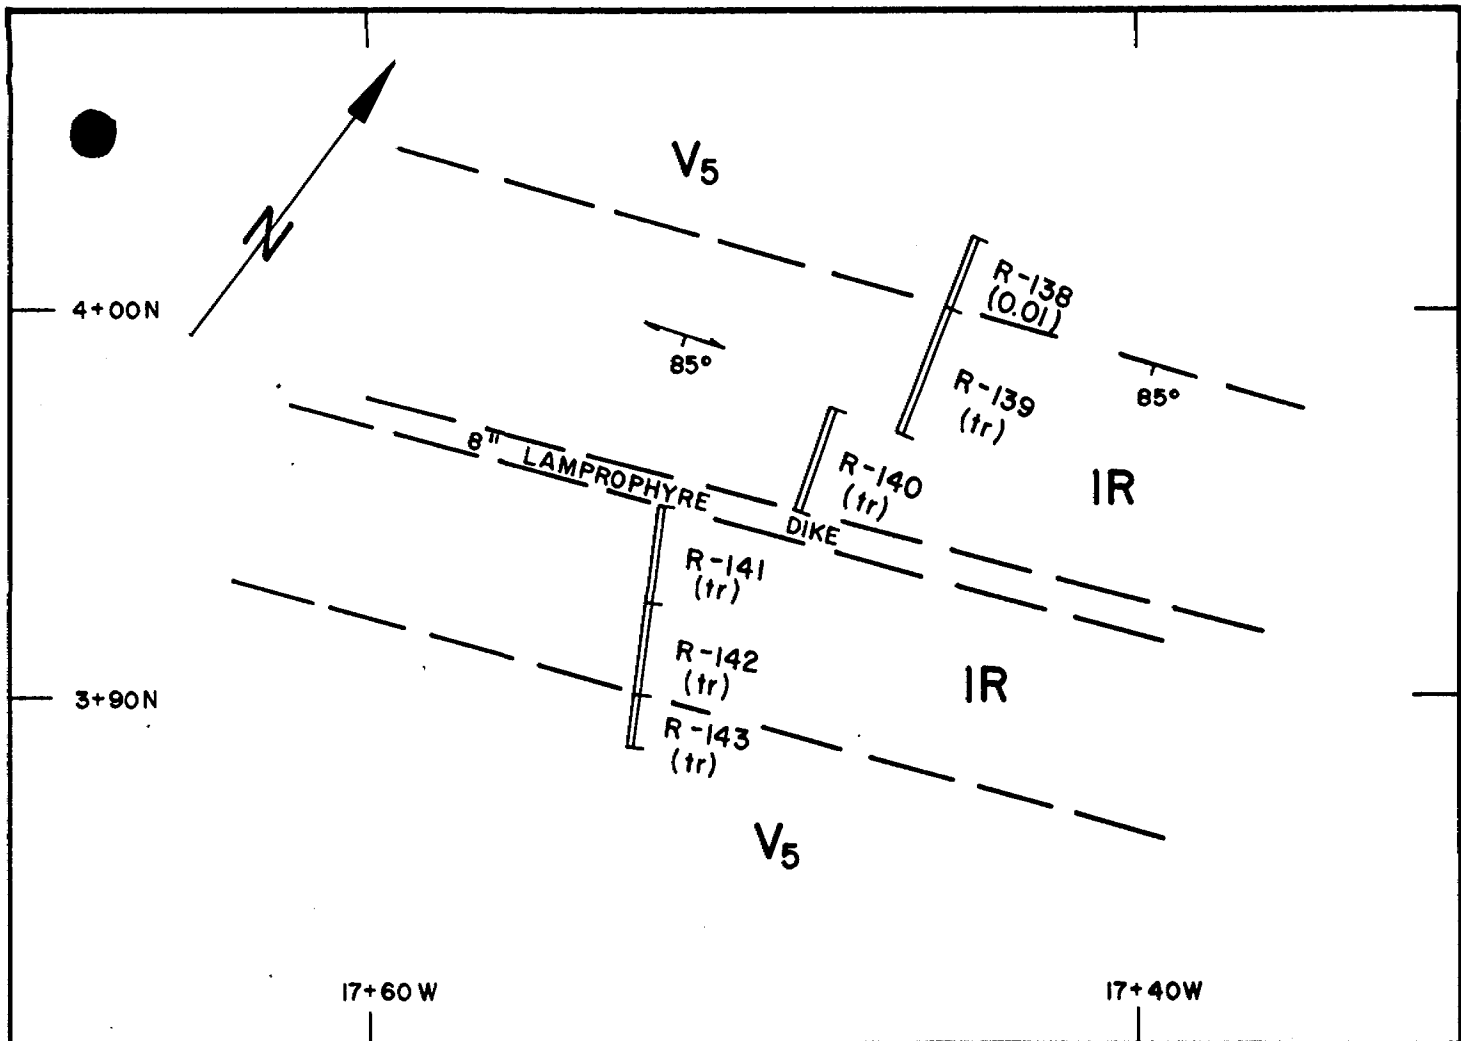 V5
N
4+00N
R-138
(0.01)
85°
R-139
(tr)
85°
8" LAMPROPHYRE DIKE
R-140
(tr)
IR
R-141
(tr)
R-142
(tr)
IR
3+90N
R-143
(tr)
V5
17+60W
17+40W